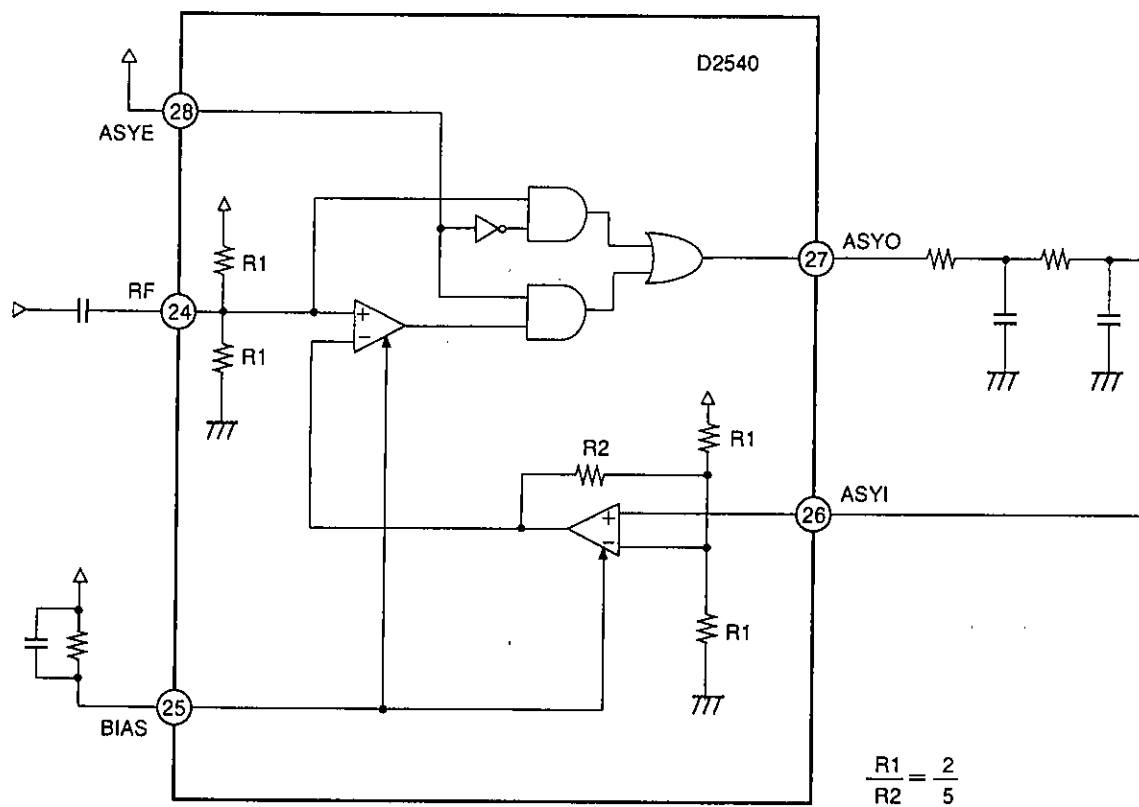 D2540
28
ASYE
R1
RF
24
R1
+
−
27
ASYO
R2
R1
26
ASYI
+
−
R1
25
BIAS
R1/R2 = 2/5